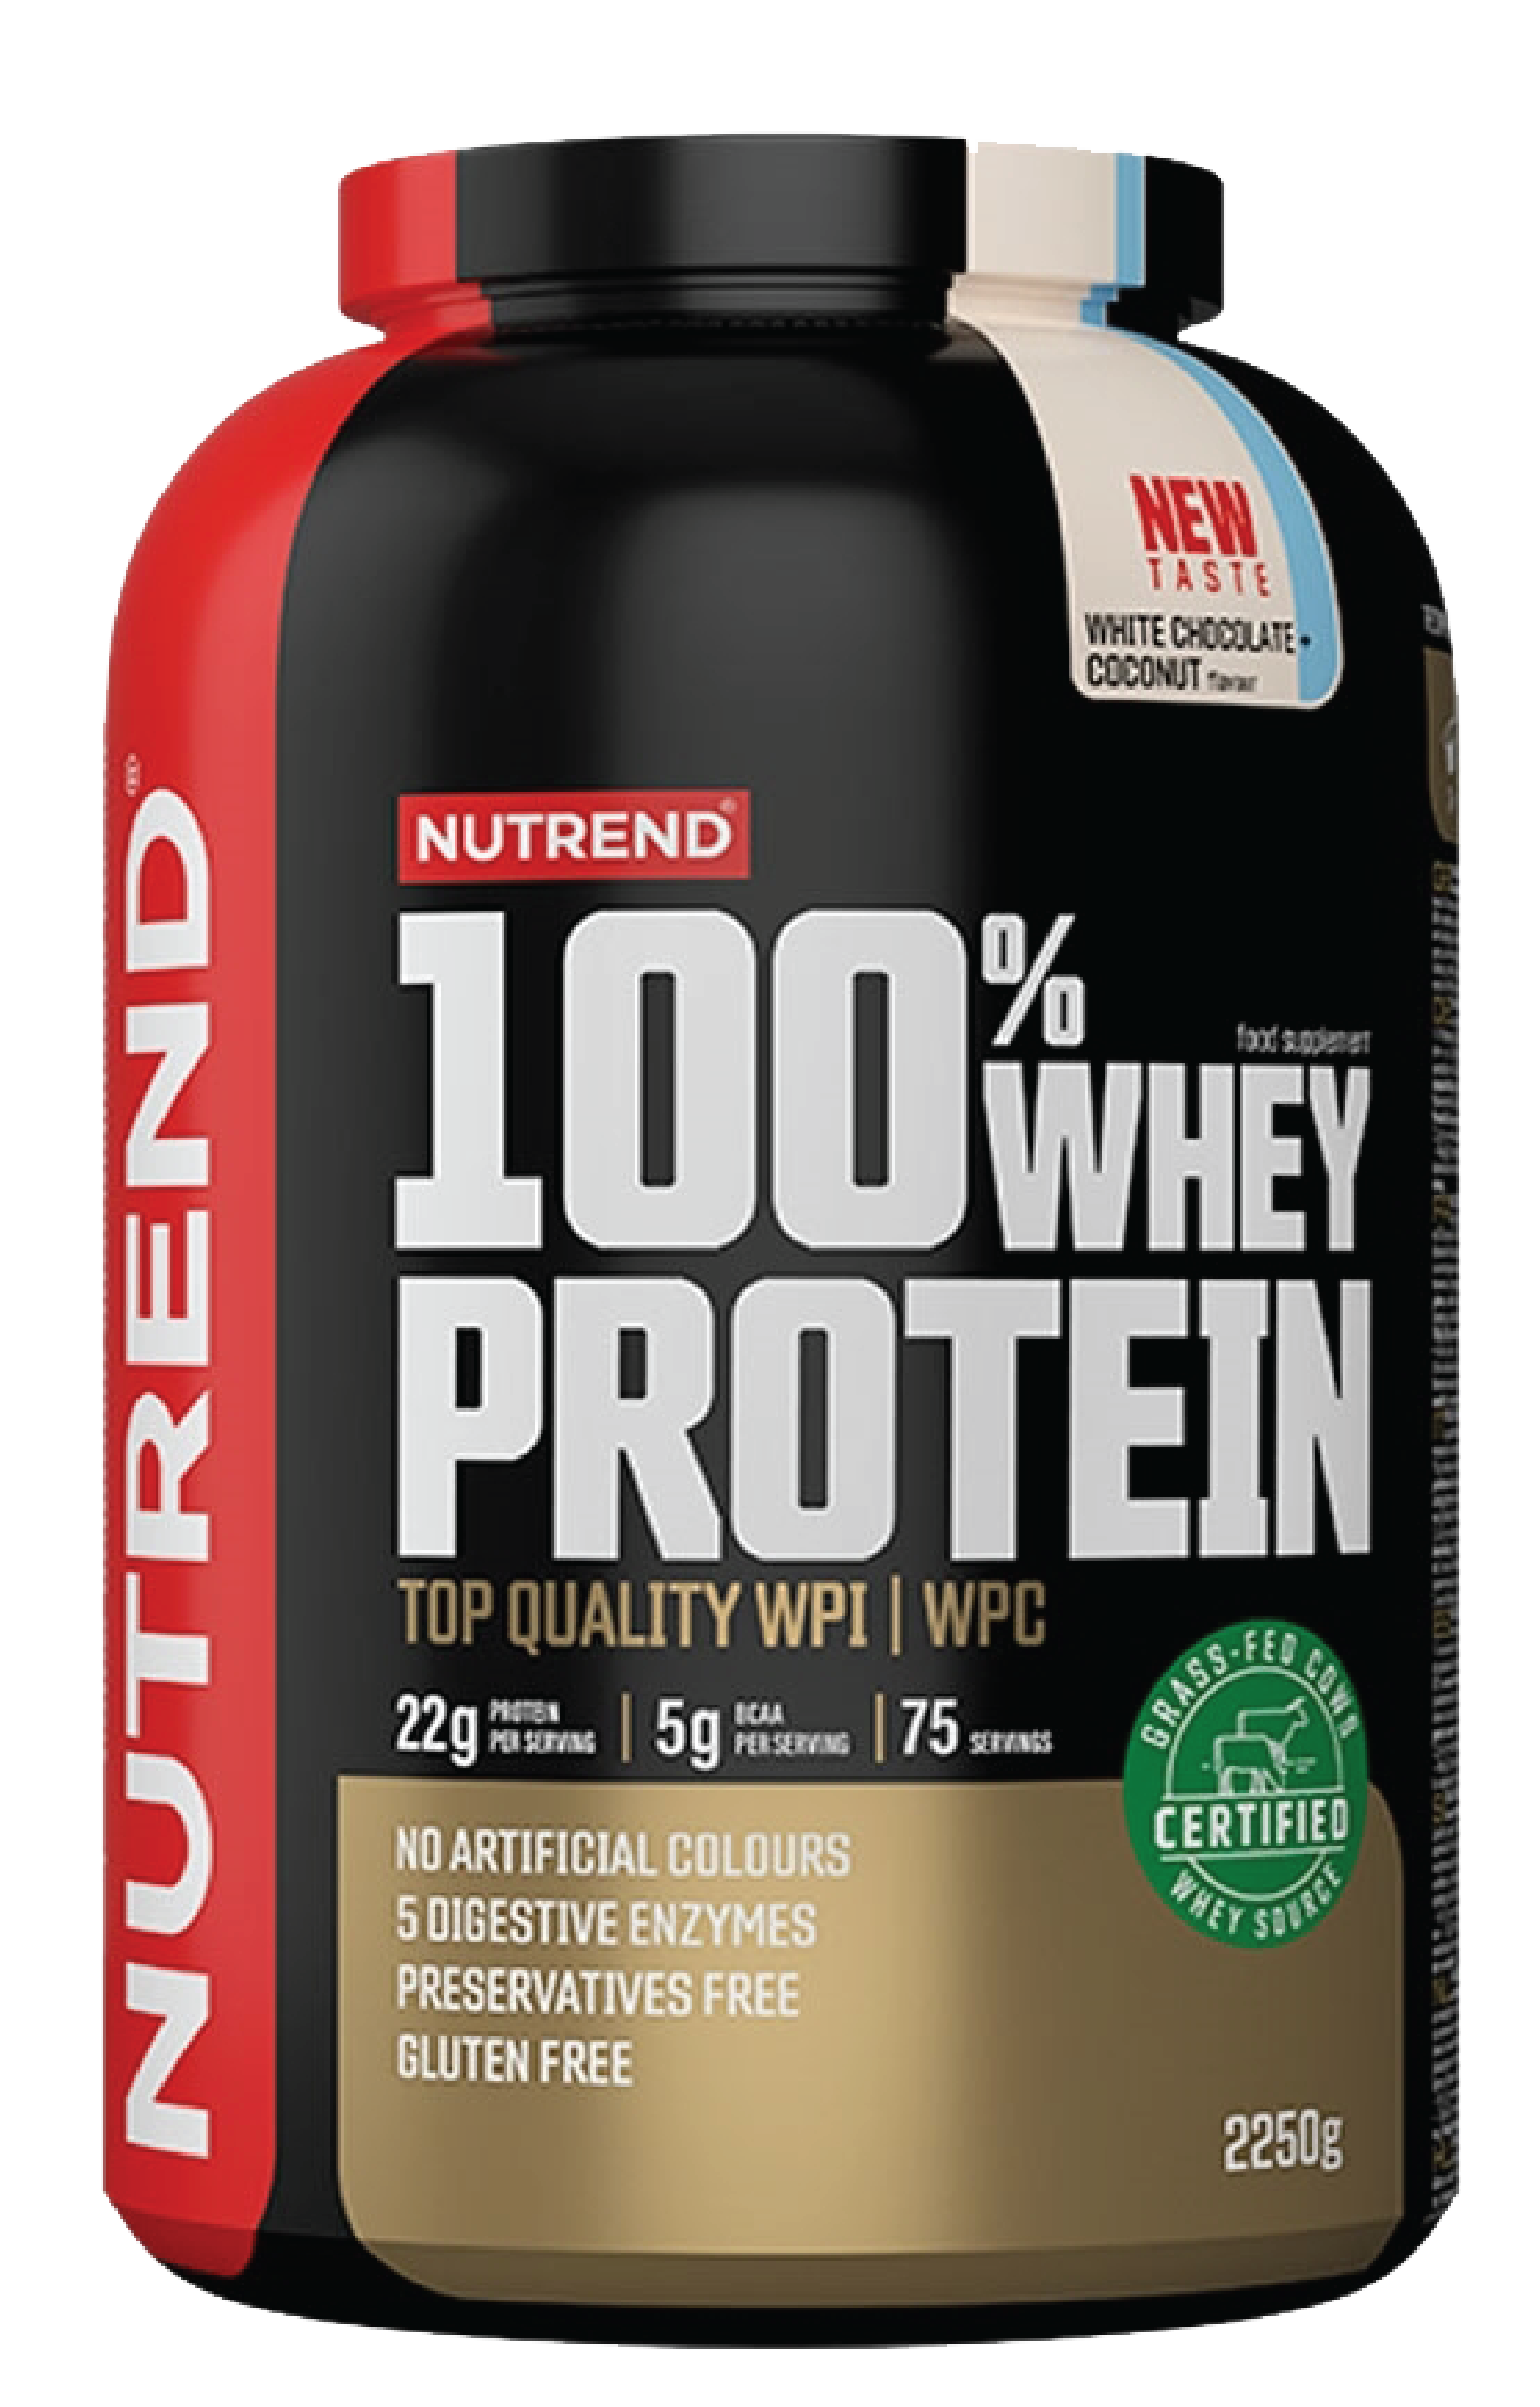 NEW
TASTE
WHITE CHOCOLATE +
COCONUT flavour
NUTREND®
NUTREND®
100%
food supplement
WHEY
PROTEIN
TOP QUALITY WPI | WPC
22g PROTEIN PER SERVING | 5g BCAA PER SERVING | 75 SERVINGS
GRASS-FED COWS
CERTIFIED
WHEY SOURCE
NO ARTIFICIAL COLOURS
5 DIGESTIVE ENZYMES
PRESERVATIVES FREE
GLUTEN FREE
2250g